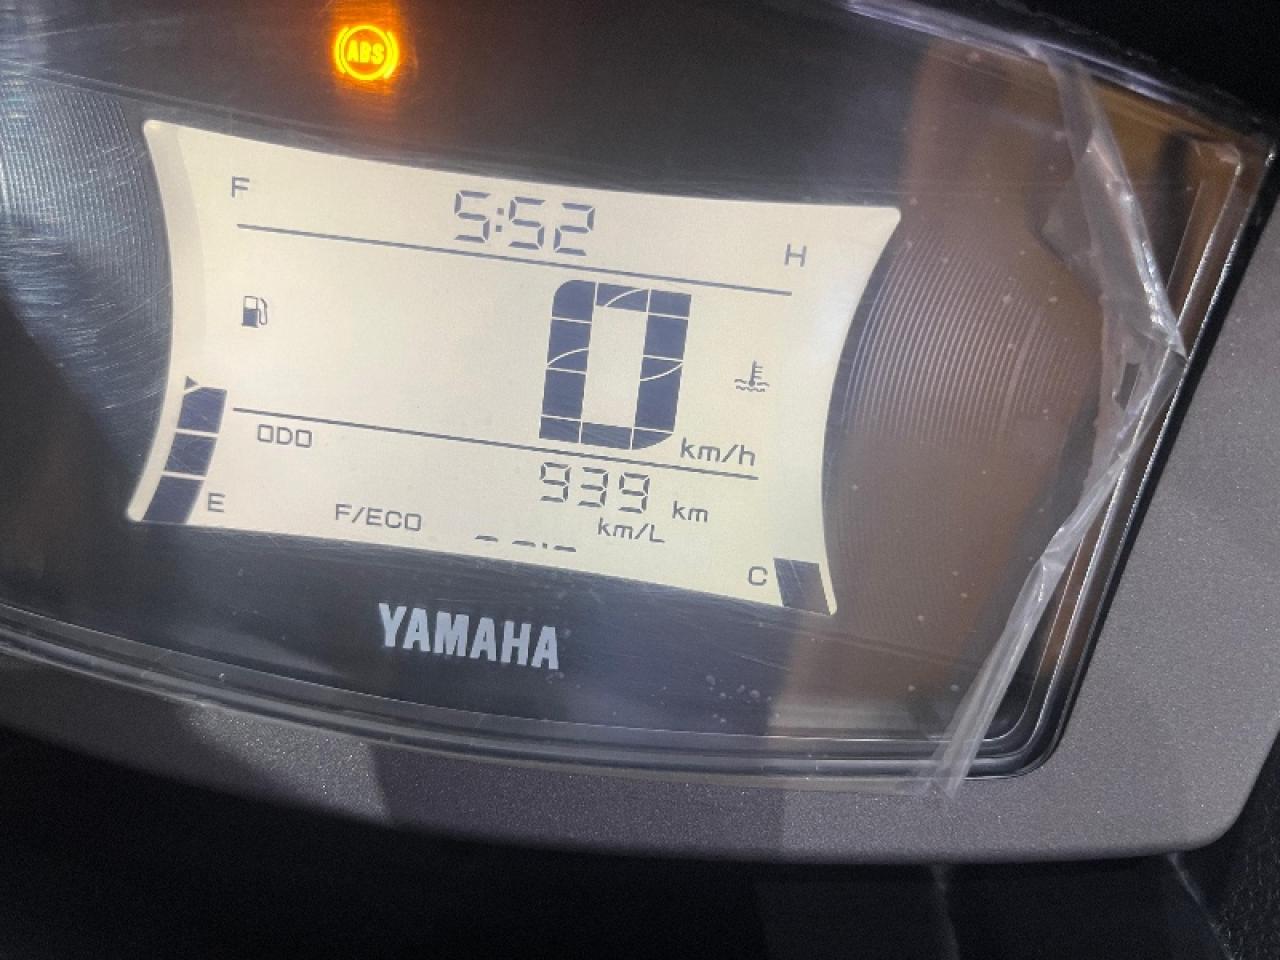 ABS
F
5:52
H
0
km/h
ODO
939 km
E
F/ECO
km/L
C
YAMAHA